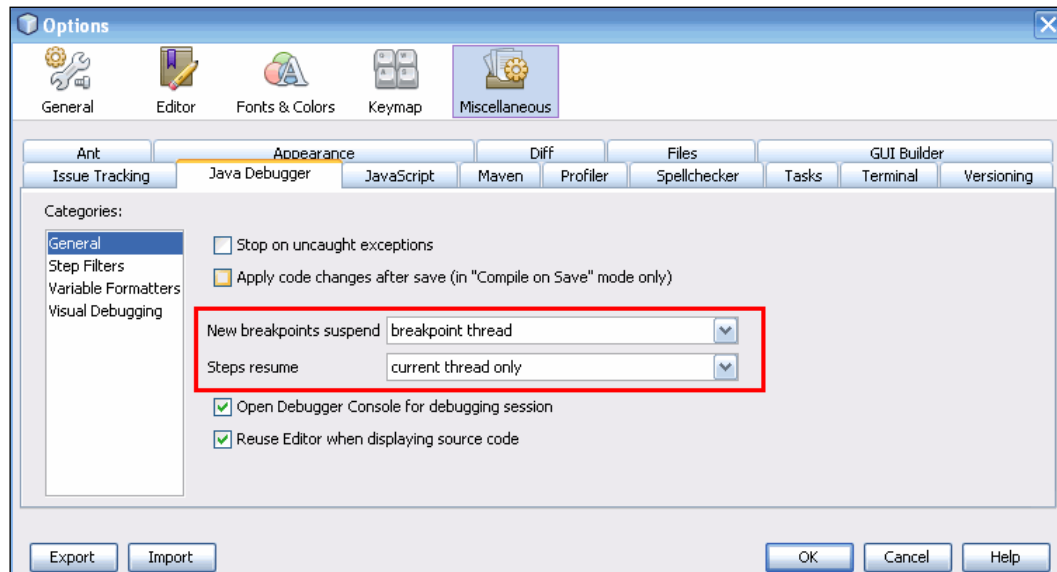 Options
General Editor Fonts & Colors Keymap Miscellaneous
Ant Appearance Diff Files GUI Builder
Issue Tracking Java Debugger JavaScript Maven Profiler Spellchecker Tasks Terminal Versioning
Categories:
General
Step Filters
Variable Formatters
Visual Debugging
Stop on uncaught exceptions
Apply code changes after save (in "Compile on Save" mode only)
New breakpoints suspend breakpoint thread
Steps resume current thread only
Open Debugger Console for debugging session
Reuse Editor when displaying source code
Export Import OK Cancel Help